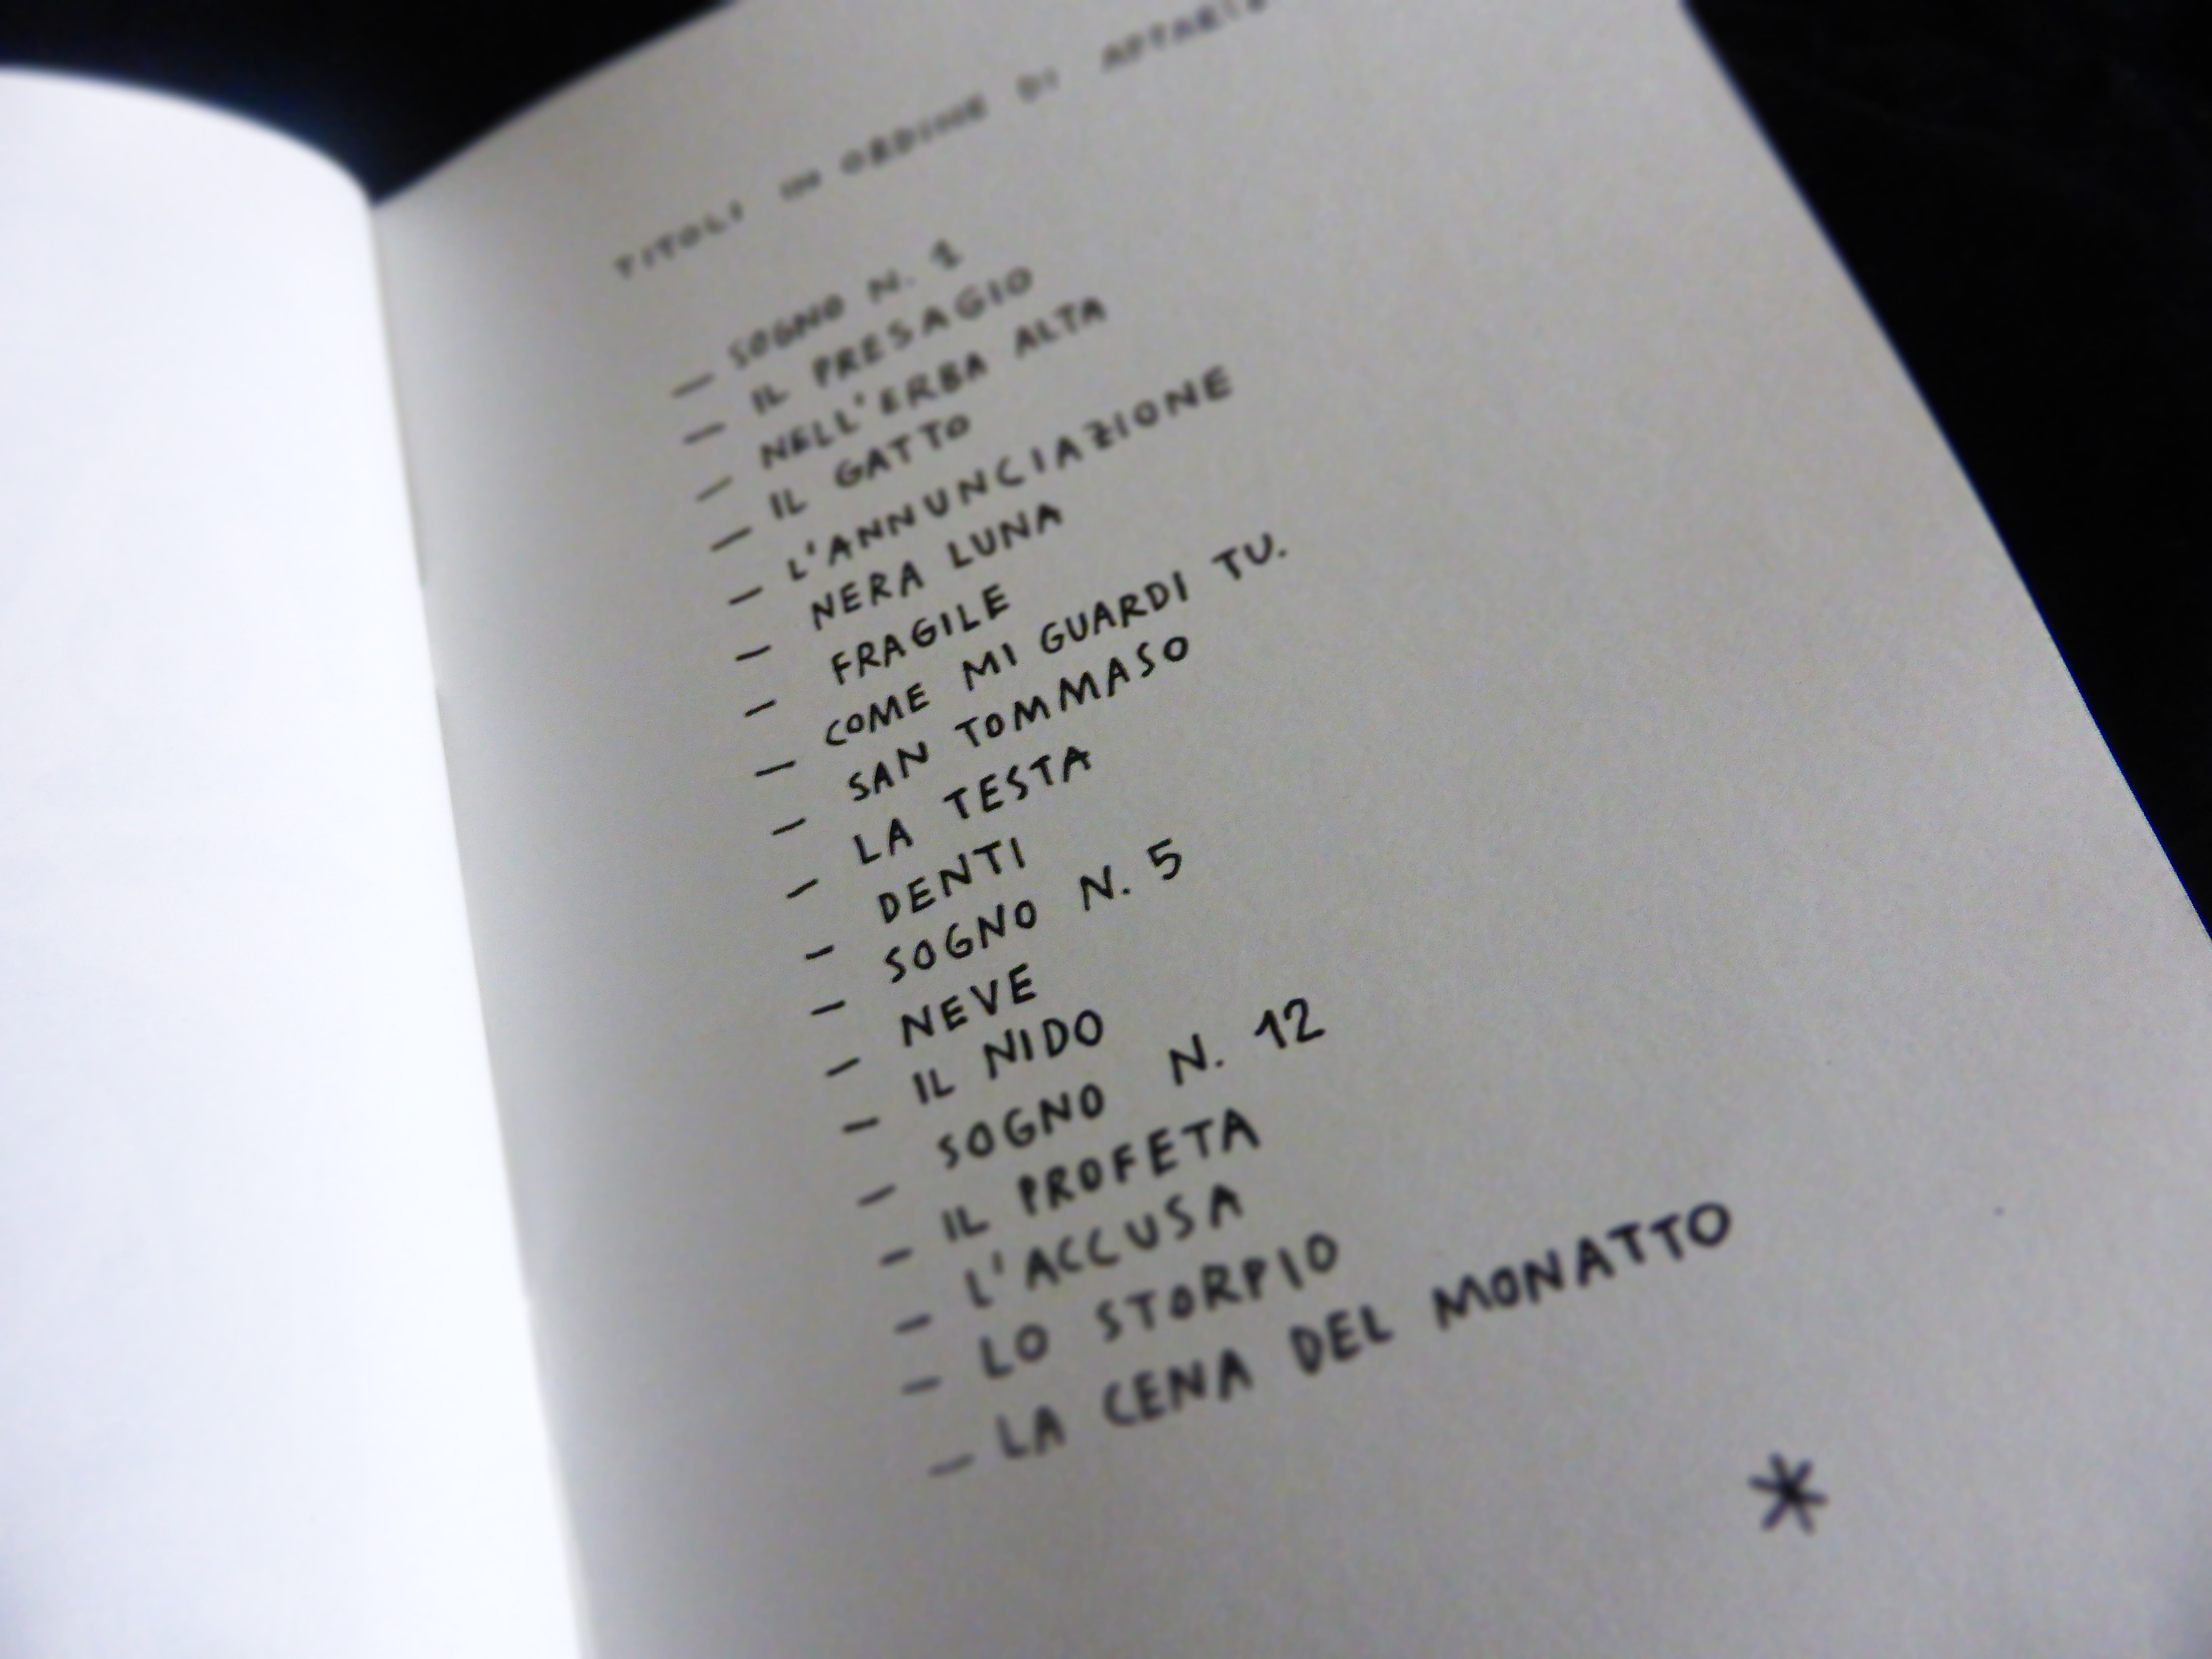 TITOLI IN ORDINE DI
— SOGNO N. 1
— IL PRESAGIO
— NELL'ERBA ALTA
— IL GATTO
— L'ANNUNCIAZIONE
— NERA LUNA
— FRAGILE
— COME MI GUARDI TU.
— SAN TOMMASO
— LA TESTA
— DENTI
— SOGNO N. 5
— NEVE
— IL NIDO
— SOGNO N. 12
— IL PROFETA
— L'ACCUSA
— LO STORPIO
— LA CENA DEL MONATTO
*